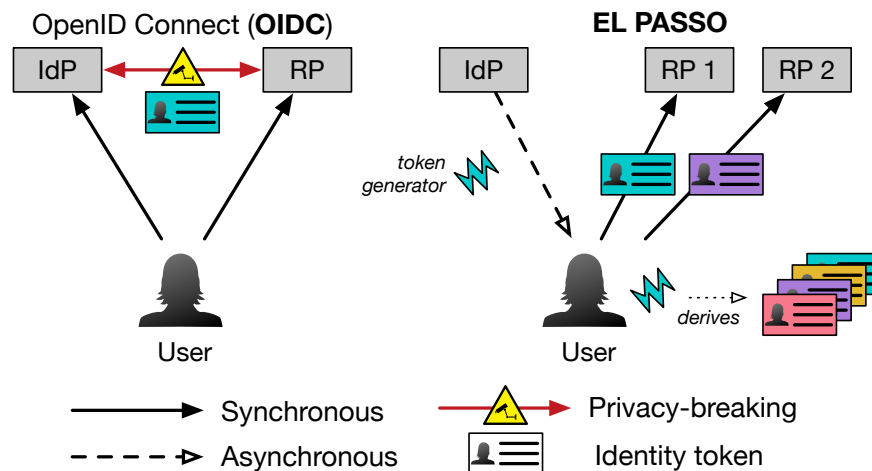 OpenID Connect (OIDC)
IdP
RP
User
EL PASSO
IdP
RP 1
RP 2
token
generator
derives
User
Synchronous
Privacy-breaking
Asynchronous
Identity token